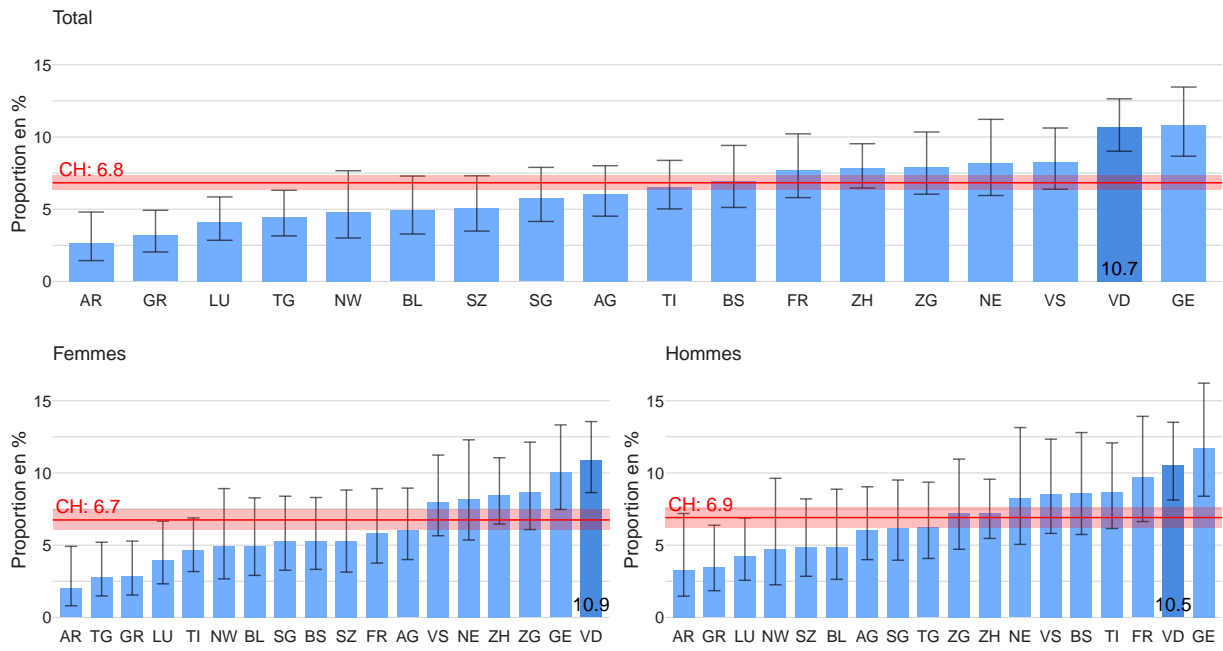 Total
Proportion en %
15
10
5
0
CH: 6.8
10.7
AR GR LU TG NW BL SZ SG AG TI BS FR ZH ZG NE VS VD GE
Femmes
Proportion en %
15
10
5
0
CH: 6.7
10.9
AR TG GR LU TI NW BL SG BS SZ FR AG VS NE ZH ZG GE VD
Hommes
Proportion en %
15
10
5
0
CH: 6.9
10.5
AR GR LU NW SZ BL AG SG TG ZG ZH NE VS BS TI FR VD GE